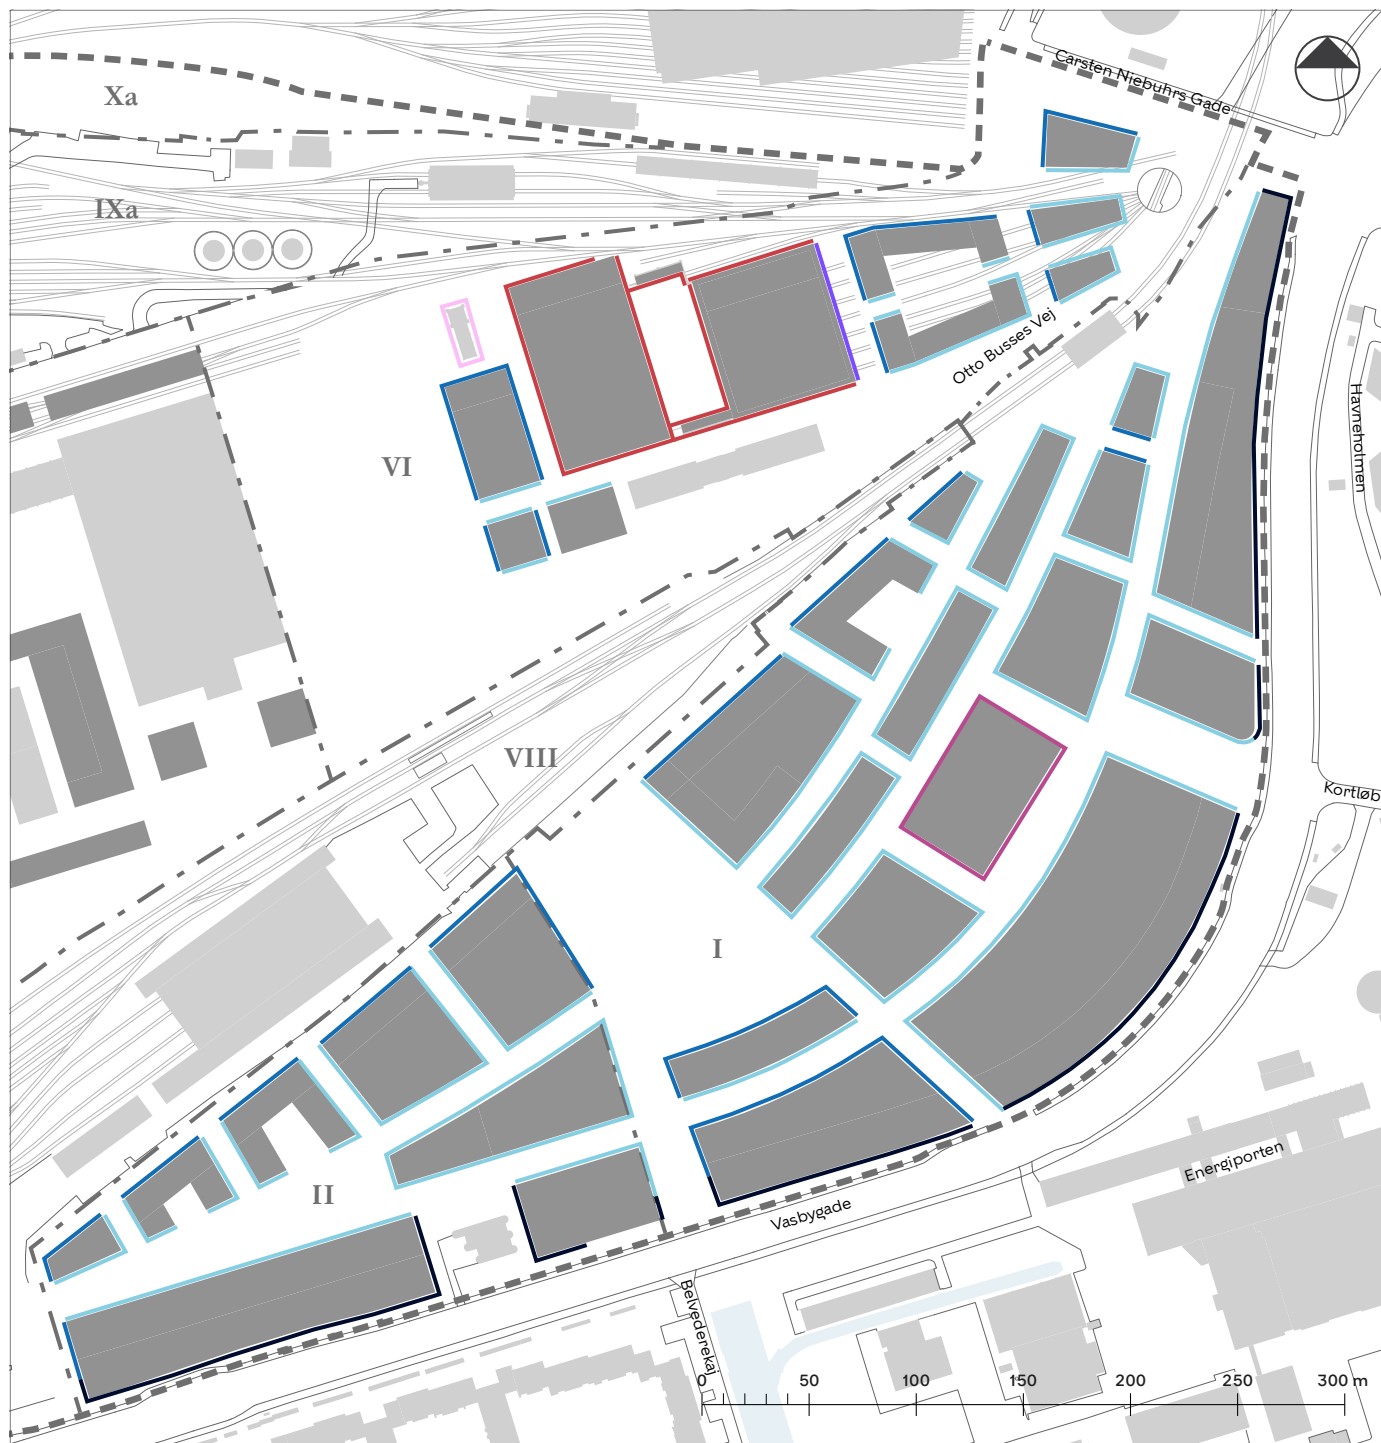 Carsten Niebuhrs Gade
Xa
IXa
Otto Busses Vej
Havneholmen
VI
VIII
Kortløb
I
Energiporten
II
Vasbygade
Belvederekaj
0 50 100 150 200 250 300 m